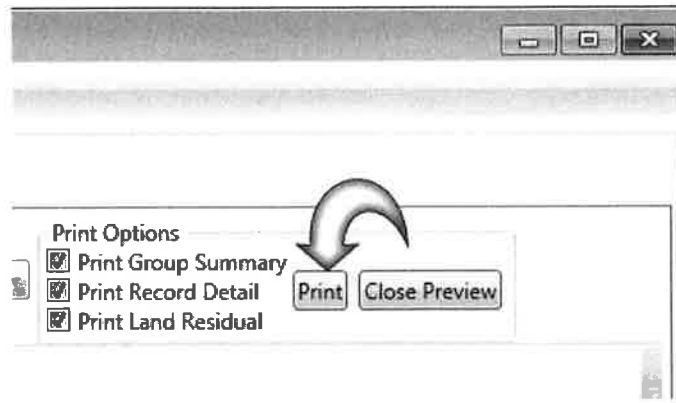 Print Options
Print Group Summary
Print Record Detail
Print Land Residual
Print Close Preview